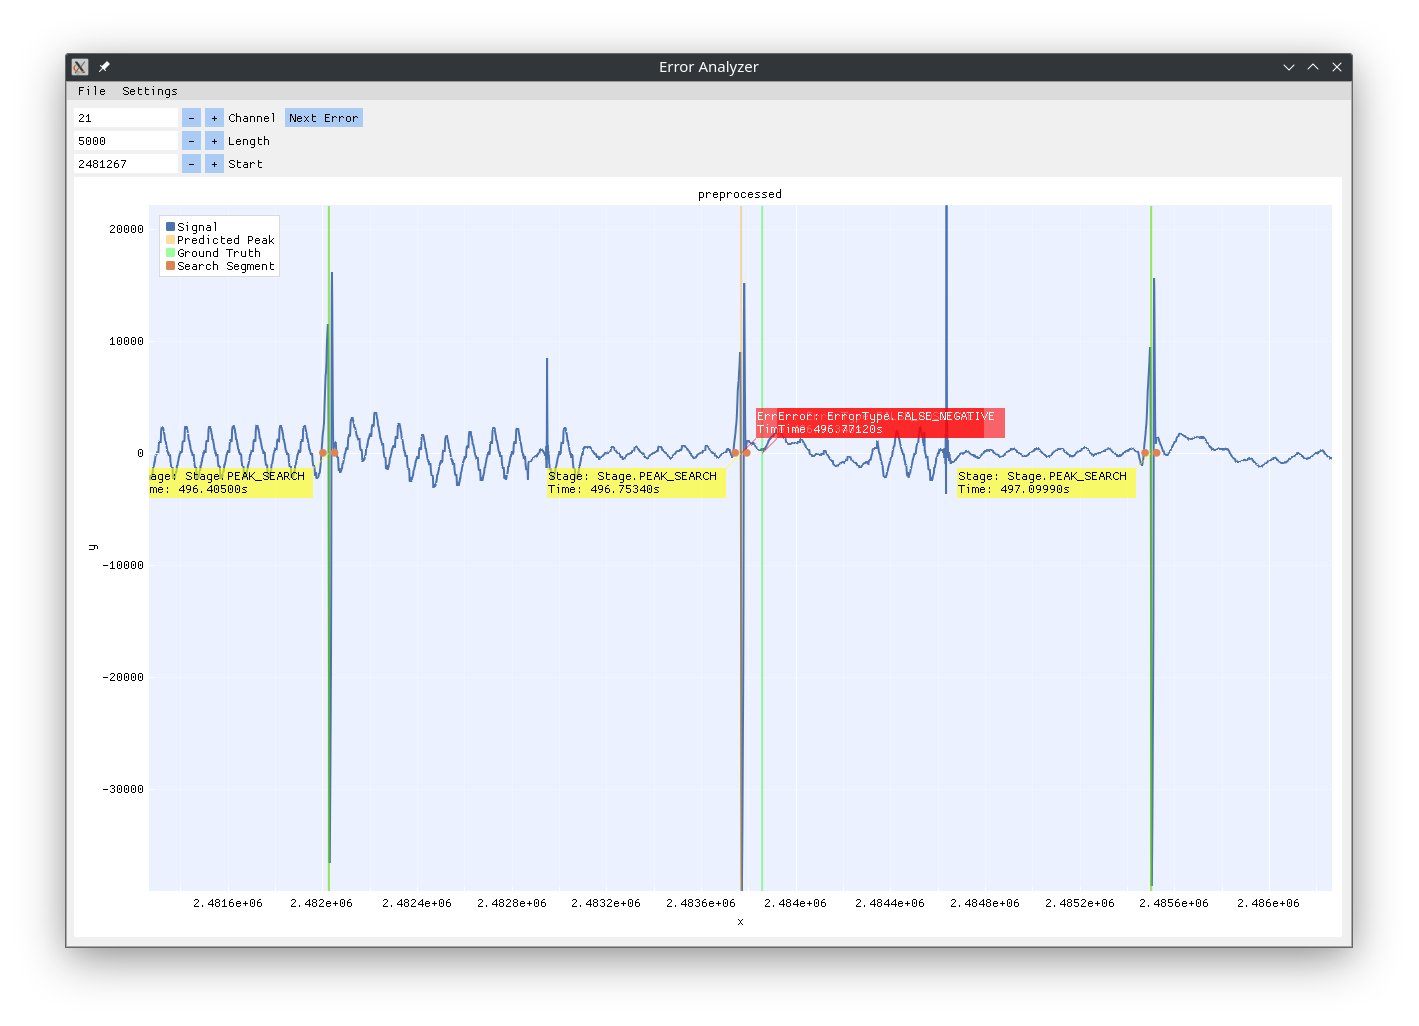 Error Analyzer
File Settings
21 - + Channel Next Error
5000 - + Length
2481267 - + Start
preprocessed
Signal
Predicted Peak
Ground Truth
Search Segment
20000
10000
0
-10000
-20000
-30000
y
Error: ErrorType.FALSE_NEGATIVE
age: Stage.PEAK_SEARCH
me: 496.40500s
Stage: Stage.PEAK_SEARCH
Time: 496.75340s
Stage: Stage.PEAK_SEARCH
Time: 497.09990s
2.4816e+06 2.482e+06 2.4824e+06 2.4828e+06 2.4832e+06 2.4836e+06 2.484e+06 2.4844e+06 2.4848e+06 2.4852e+06 2.4856e+06 2.486e+06
x